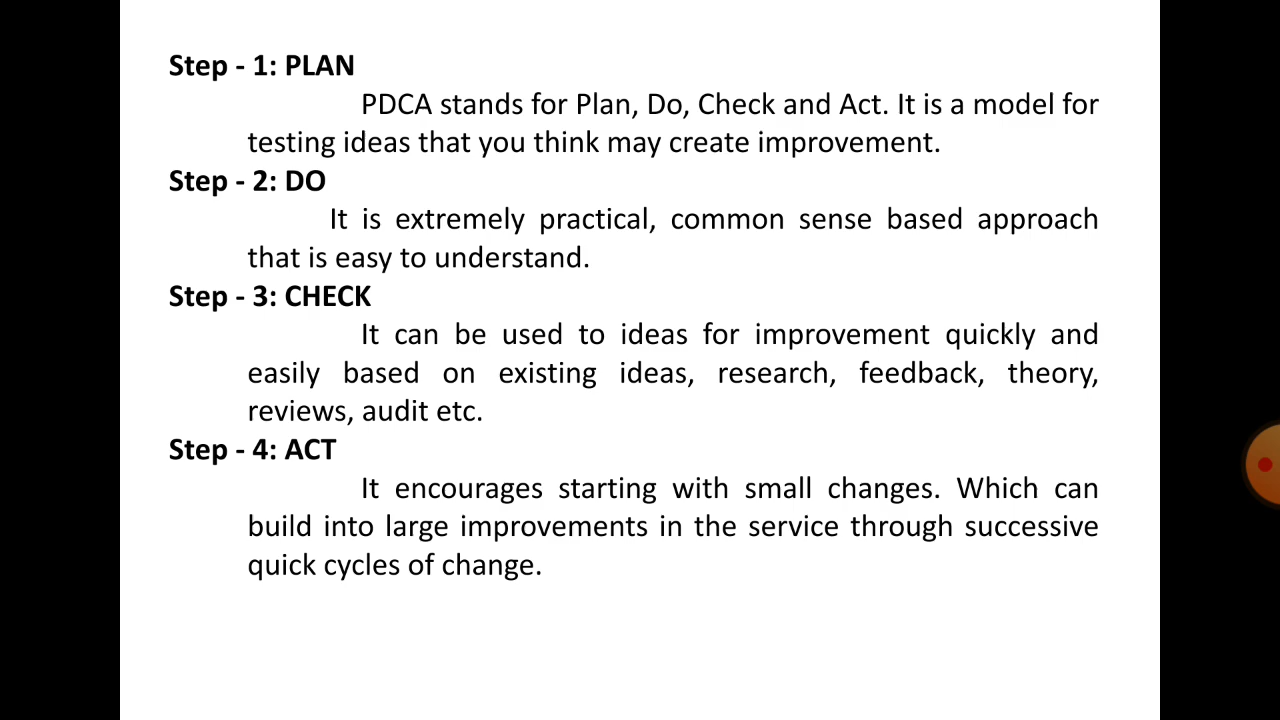 Step - 1: PLAN
PDCA stands for Plan, Do, Check and Act. It is a model for
testing ideas that you think may create improvement.
Step - 2: DO
It is extremely practical, common sense based approach
that is easy to understand.
Step - 3: CHECK
It can be used to ideas for improvement quickly and
easily based on existing ideas, research, feedback, theory,
reviews, audit etc.
Step - 4: ACT
It encourages starting with small changes. Which can
build into large improvements in the service through successive
quick cycles of change.